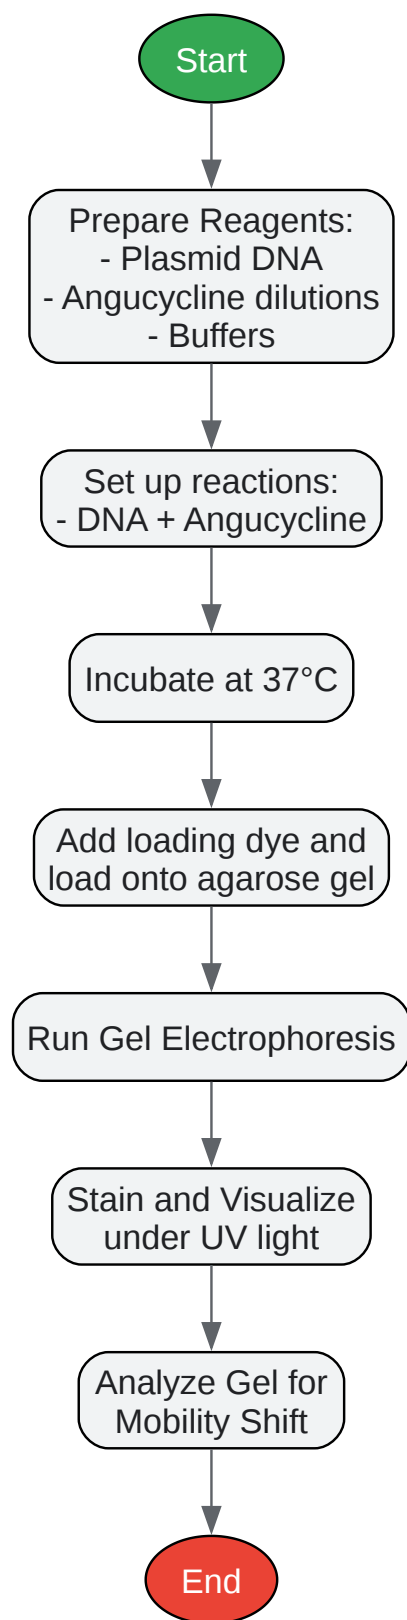 Start
Prepare Reagents:
- Plasmid DNA
- Angucycline dilutions
- Buffers
Set up reactions:
- DNA + Angucycline
Incubate at 37°C
Add loading dye and
load onto agarose gel
Run Gel Electrophoresis
Stain and Visualize
under UV light
Analyze Gel for
Mobility Shift
End